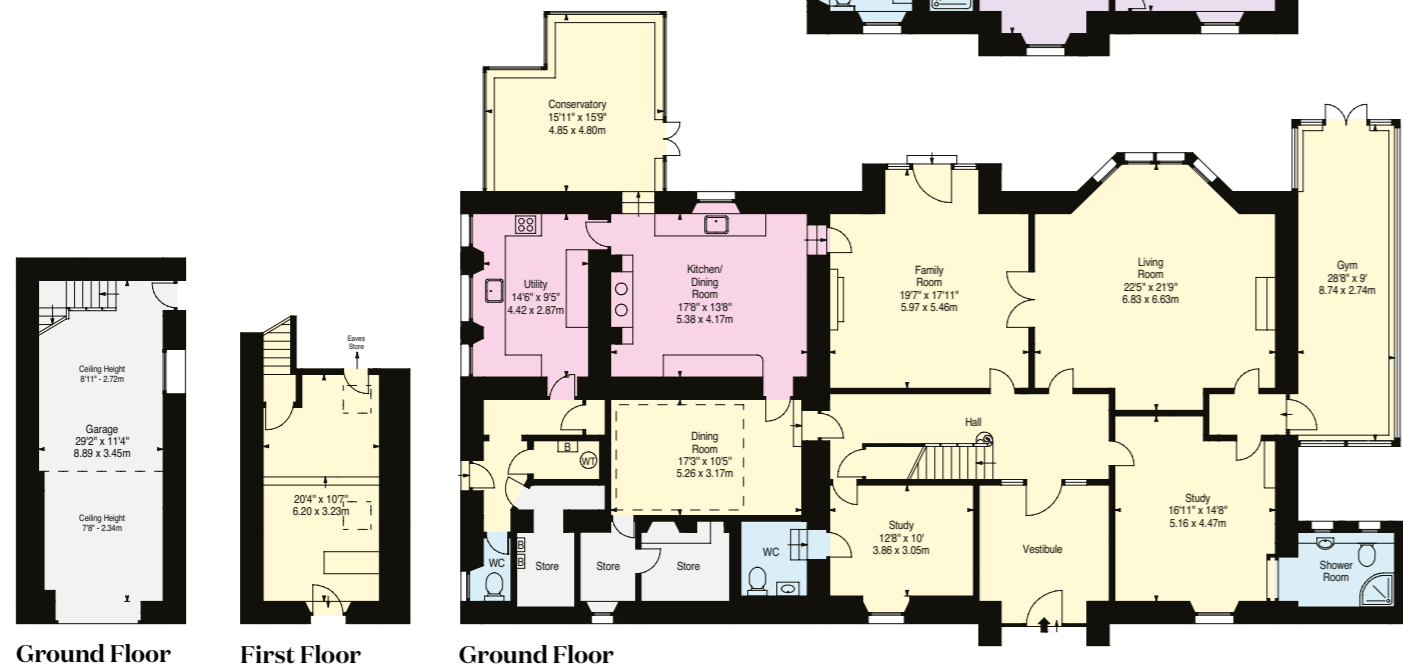 Conservatory
15'11" x 15'9"
4.85 x 4.80m
Utility
14'6" x 9'5"
4.42 x 2.87m
Kitchen/
Dining
Room
17'8" x 13'8"
5.38 x 4.17m
Family
Room
19'7" x 17'11"
5.97 x 5.46m
Living
Room
22'5" x 21'9"
6.83 x 6.63m
Gym
28'8" x 9'
8.74 x 2.74m
Ceiling Height
8'11" - 2.72m
Garage
29'2" x 11'4"
8.89 x 3.45m
Ceiling Height
7'8" - 2.34m
Eaves
Store
20'4" x 10'7"
6.20 x 3.23m
B
WT
Dining
Room
17'3" x 10'5"
5.26 x 3.17m
Hall
WC
B
B
Store
Store
Store
WC
Study
12'8" x 10'
3.86 x 3.05m
Vestibule
Study
16'11" x 14'8"
5.16 x 4.47m
Shower
Room
Ground Floor
First Floor
Ground Floor